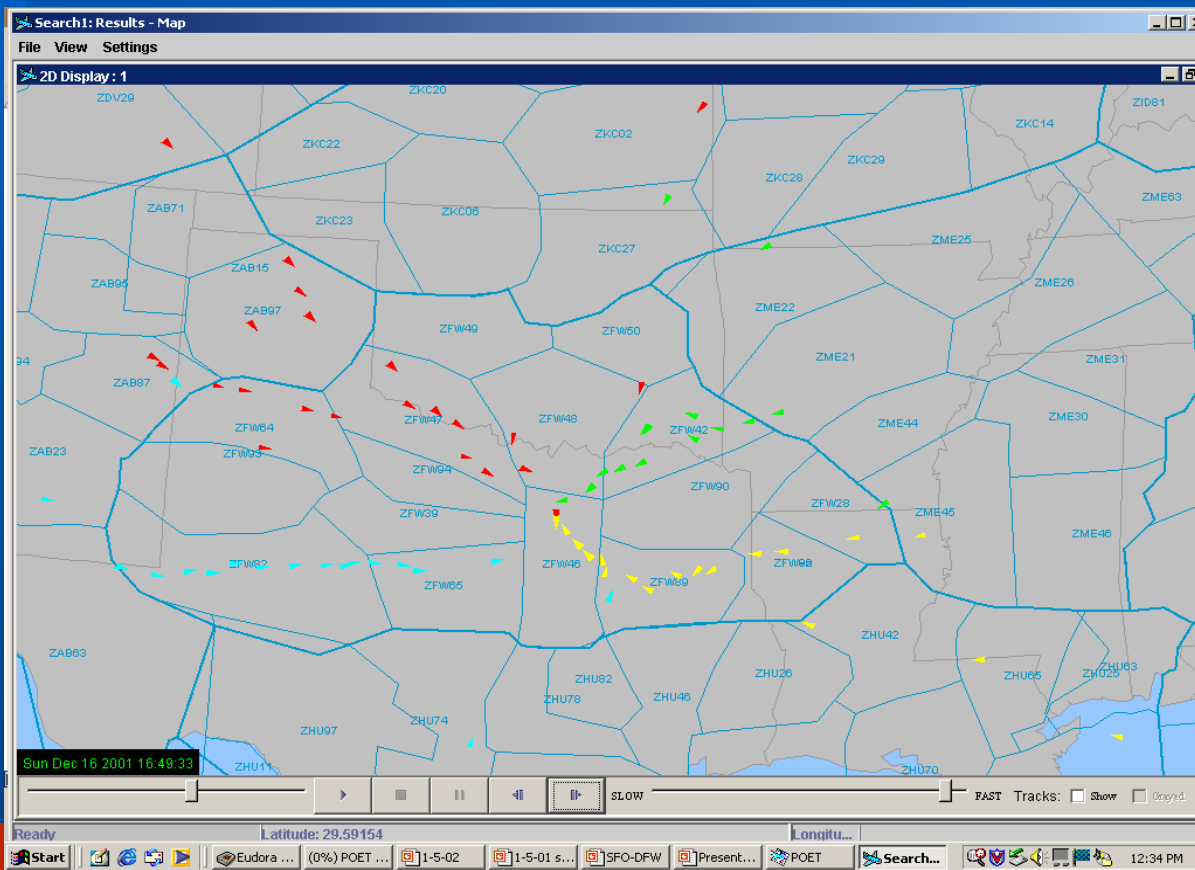 Search1: Results - Map
File View Settings
2D Display : 1
ZDV29
ZKC20
ZID81
ZKC14
ZKC02
ZKC22
ZKC29
ZKC28
ZME63
ZAB71
ZKC06
ZKC23
ZME25
ZKC27
ZAB15
ZAB95
ZME26
ZAB97
ZME22
ZFW49
ZFW50
94
ZME21
ZME31
ZAB87
ZFW47
ZFW48
ZME30
ZFW64
ZFW42
ZME44
ZAB23
ZFW93
ZFW94
ZFW90
ZFW28
ZFW39
ZME45
ZME46
ZFW82
ZFW46
ZFW65
ZFW89
ZHU42
ZAB63
ZHU82
ZHU26
ZHU65
ZHU25
ZHU63
ZHU78
ZHU46
ZHU74
ZHU97
ZHU11
ZHU70
Sun Dec 16 2001 16:49:33
SLOW FAST Tracks: Show Grayed
Ready Latitude: 29.59154 Longitu...
Start Eudora ... (0%) POET ... 1-5-02 1-5-01 s... SFO-DFW Present... POET Search... 12:34 PM